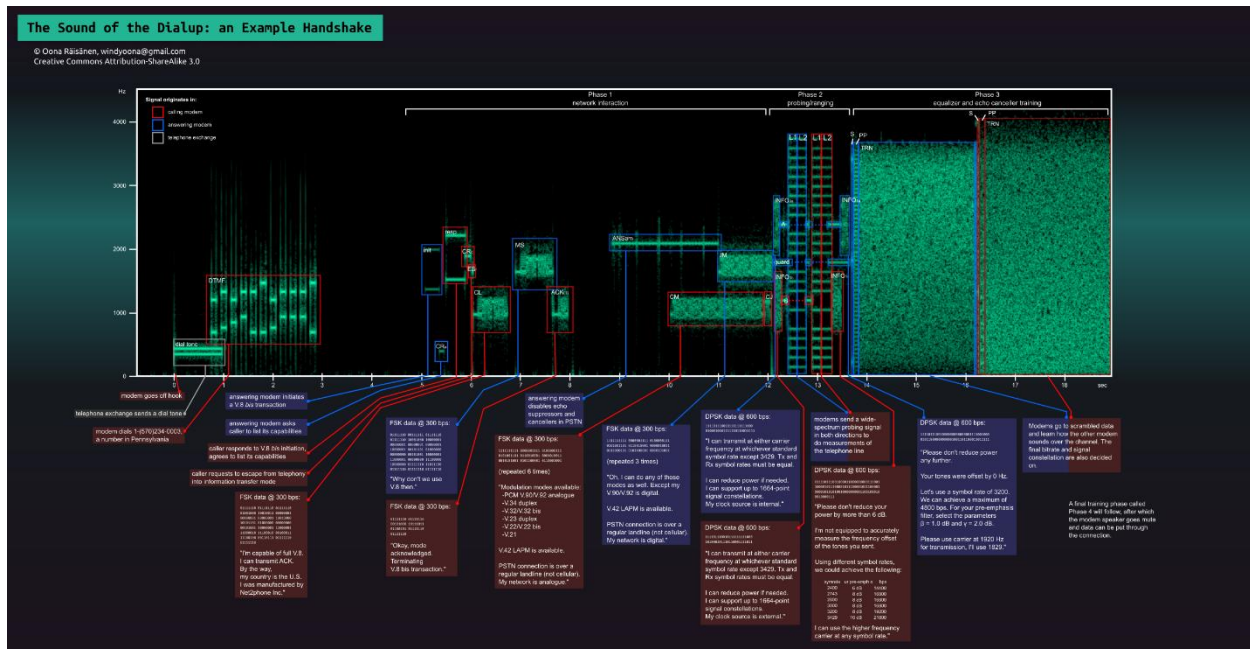 The Sound of the Dialup: an Example Handshake
© Oona Räisänen, windyoona@gmail.com
Creative Commons Attribution-ShareAlike 3.0
Hz
Signal originates in:
calling modem
answering modem
telephone exchange
Phase 1
network interaction
Phase 2
probing/ranging
Phase 3
equalizer and echo canceller training
4000
3000
2000
1000
0
DTMF
dial tone
CL
MS
ANSam
CM
JM
CJ
L1 L2
L1 L2
S
PP
TRN
S
PP
TRN
0 1 2 3 4 5 6 7 8 9 10 11 12 13 14 15 16 17 18 sec
modem goes off hook
telephone exchange sends a dial tone
modem dials 1-(570)234-0003,
a number in Pennsylvania
answering modem initiates
a V.8 bis transaction
answering modem asks
caller to list its capabilities
caller responds to V.8 bis initiation,
agrees to list its capabilities
caller requests to escape from telephony
into information transfer mode
FSK data @ 300 bps:
"I'm capable of full V.8.
I can transmit ACK.
By the way,
my country is the U.S.
I was manufactured by
Net2phone Inc."
FSK data @ 300 bps:
"Why don't we use
V.8 then."
FSK data @ 300 bps:
"Okay, mode
acknowledged.
Terminating
V.8 bis transaction."
answering modem
disables echo
suppressors and
cancellers in PSTN
FSK data @ 300 bps:
(repeated 6 times)
"Modulation modes available:
-PCM V.90/V.92 analogue
-V.34 duplex
-V.32/V.32 bis
-V.23 duplex
-V.22/V.22 bis
-V.21
V.42 LAPM is available.
PSTN connection is over a
regular landline (not cellular).
My network is analogue."
FSK data @ 300 bps:
(repeated 3 times)
"Oh, I can do any of these
modes as well. Except my
V.90/V.92 is digital.
V.42 LAPM is available.
PSTN connection is over a
regular landline (not cellular).
My network is digital."
DPSK data @ 600 bps:
"I can transmit at either carrier
frequency at whichever standard
symbol rate except 3429. Tx and
Rx symbol rates must be equal.
I can reduce power if needed.
I can support up to 1664-point
signal constellations.
My clock source is internal."
DPSK data @ 600 bps:
"I can transmit at either carrier
frequency at whichever standard
symbol rate except 3429. Tx and
Rx symbol rates must be equal.
I can reduce power if needed.
I can support up to 1664-point
signal constellations.
My clock source is external."
modems send a wide-
spectrum probing signal
in both directions to
do measurements of
the telephone line
DPSK data @ 600 bps:
"Please don't reduce your
power by more than 6 dB.
I'm not equipped to accurately
measure the frequency offset
of the tones you sent.
Using different symbol rates,
we could achieve the following:
I can use the higher frequency
carrier at any symbol rate."
DPSK data @ 600 bps:
"Please don't reduce power
any further.
Your tones were offset by 0 Hz.
Let's use a symbol rate of 3200.
We can achieve a maximum of
4800 bps. For your pre-emphasis
filter, select the parameters
β = 1.0 dB and γ = 2.0 dB.
Please use carrier at 1920 Hz
for transmission, I'll use 1829."
Modems go to scrambled data
and learn how the other modem
sounds over the channel. The
final bitrate and signal
constellation are also decided
on.
A final training phase called
Phase 4 will follow, after which
the modem speaker goes mute
and data can be put through
the connection.